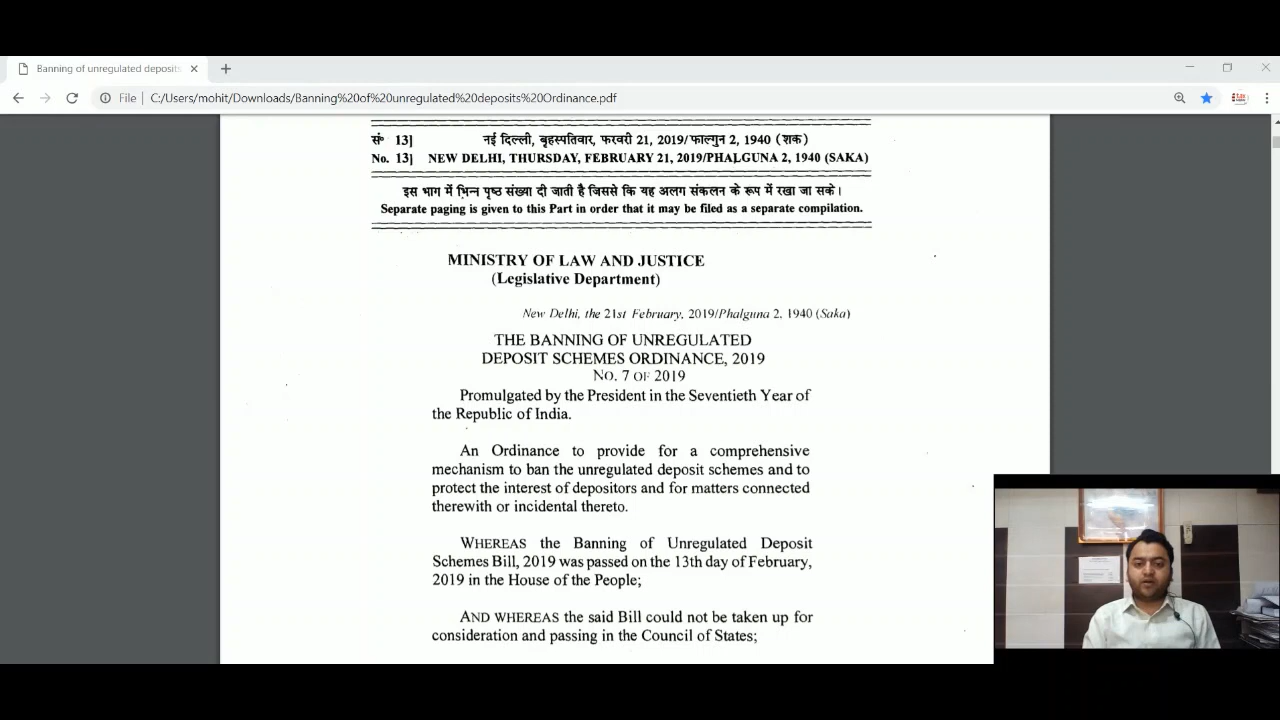 Banning of unregulated deposits
File | C:/Users/mohit/Downloads/Banning%20of%20unregulated%20deposits%20Ordinance.pdf
सं० 13] नई दिल्ली, बृहस्पतिवार, फरवरी 21, 2019/फाल्गुन 2, 1940 (शक)
No. 13] NEW DELHI, THURSDAY, FEBRUARY 21, 2019/PHALGUNA 2, 1940 (SAKA)
इस भाग में भिन्न पृष्ठ संख्या दी जाती है जिससे कि यह अलग संकलन के रूप में रखा जा सके।
Separate paging is given to this Part in order that it may be filed as a separate compilation.
MINISTRY OF LAW AND JUSTICE
(Legislative Department)
New Delhi, the 21st February, 2019/Phalguna 2, 1940 (Saka)
THE BANNING OF UNREGULATED
DEPOSIT SCHEMES ORDINANCE, 2019
NO. 7 OF 2019
Promulgated by the President in the Seventieth Year of
the Republic of India.
An Ordinance to provide for a comprehensive
mechanism to ban the unregulated deposit schemes and to
protect the interest of depositors and for matters connected
therewith or incidental thereto.
WHEREAS the Banning of Unregulated Deposit
Schemes Bill, 2019 was passed on the 13th day of February,
2019 in the House of the People;
AND WHEREAS the said Bill could not be taken up for
consideration and passing in the Council of States;